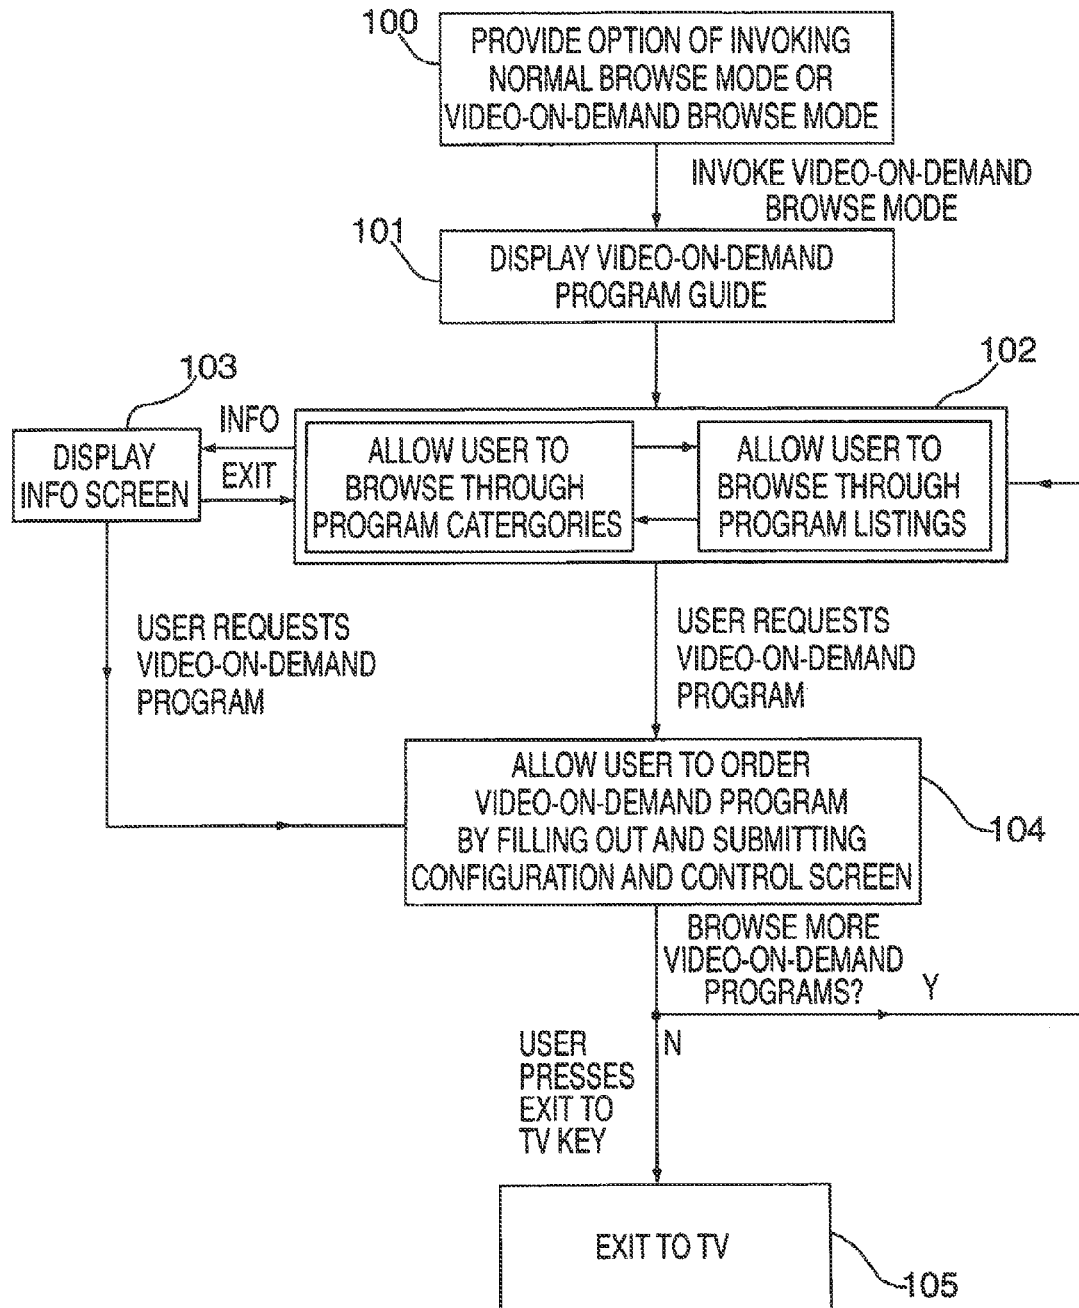 100
PROVIDE OPTION OF INVOKING
NORMAL BROWSE MODE OR
VIDEO-ON-DEMAND BROWSE MODE
INVOKE VIDEO-ON-DEMAND
BROWSE MODE
101
DISPLAY VIDEO-ON-DEMAND
PROGRAM GUIDE
102
103
INFO
DISPLAY
INFO SCREEN
EXIT
ALLOW USER TO
BROWSE THROUGH
PROGRAM CATERGORIES
ALLOW USER TO
BROWSE THROUGH
PROGRAM LISTINGS
USER REQUESTS
VIDEO-ON-DEMAND
PROGRAM
USER REQUESTS
VIDEO-ON-DEMAND
PROGRAM
ALLOW USER TO ORDER
VIDEO-ON-DEMAND PROGRAM
BY FILLING OUT AND SUBMITTING
CONFIGURATION AND CONTROL SCREEN
104
BROWSE MORE
VIDEO-ON-DEMAND
PROGRAMS?
Y
N
USER
PRESSES
EXIT TO
TV KEY
EXIT TO TV
105